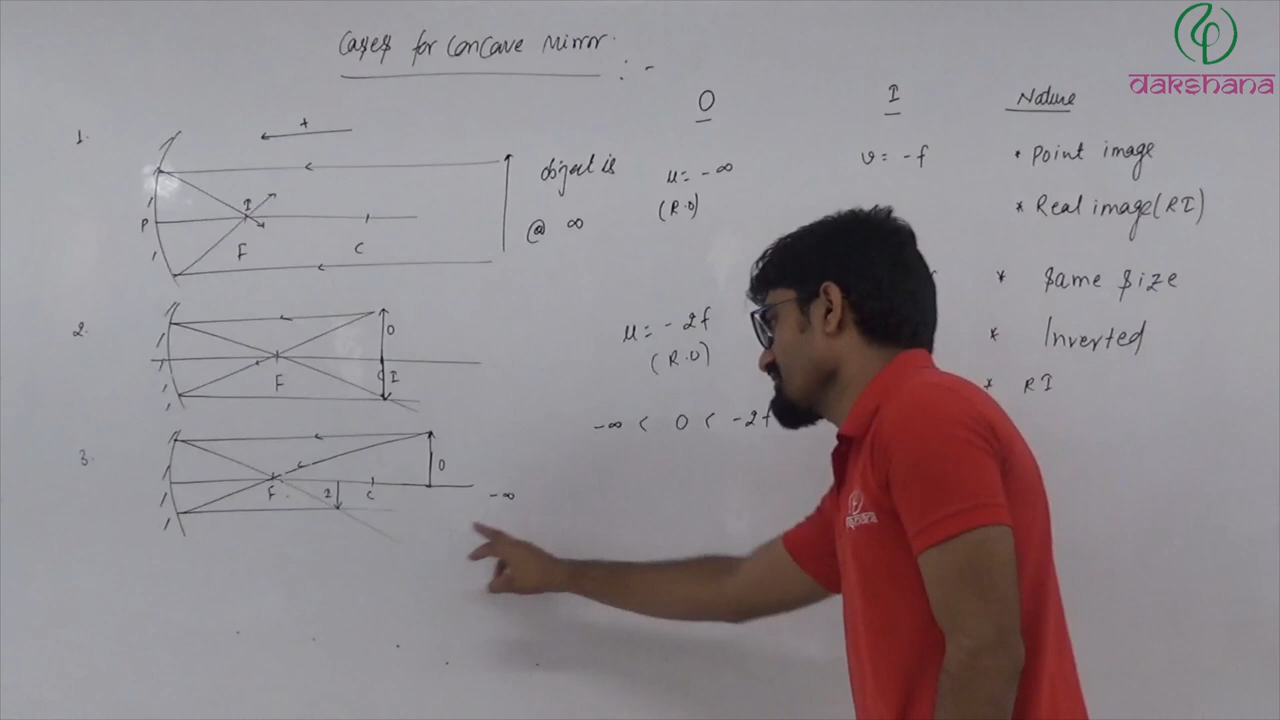 Cases for Concave Mirror :-
dakshana
O I Nature
1. + object is u = -∞ v = -f * Point image
@ ∞ (R.O) * Real image (RI)
P I F C
* Same Size
2. O u = -2f * Inverted
F I (R.O) * RI
-∞ < O < -2f
3. O
F I C -∞